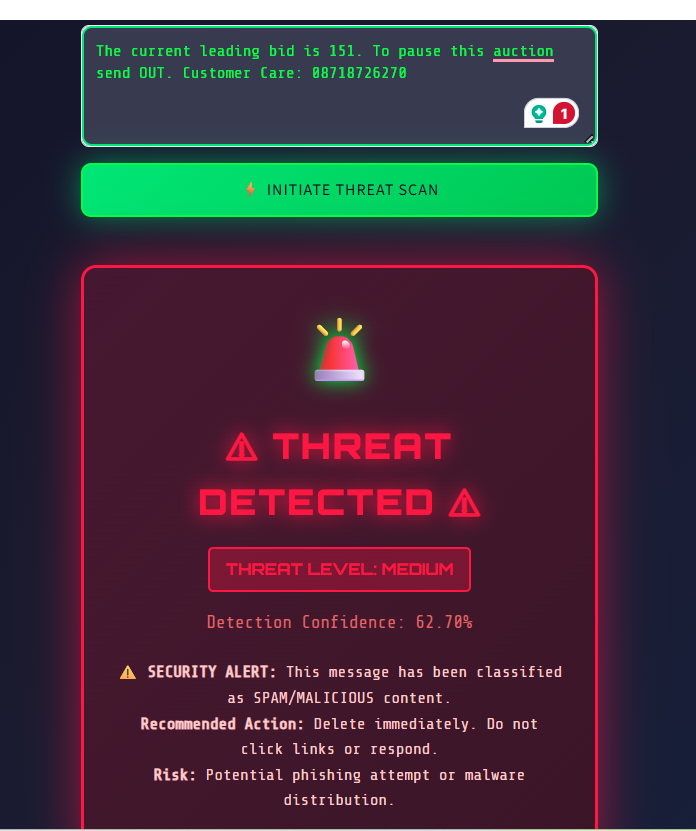 The current leading bid is 151. To pause this auction
send OUT. Customer Care: 08718726270
1
INITIATE THREAT SCAN
⚠ THREAT
DETECTED ⚠
THREAT LEVEL: MEDIUM
Detection Confidence: 62.70%
⚠ SECURITY ALERT: This message has been classified
as SPAM/MALICIOUS content.
Recommended Action: Delete immediately. Do not
click links or respond.
Risk: Potential phishing attempt or malware
distribution.